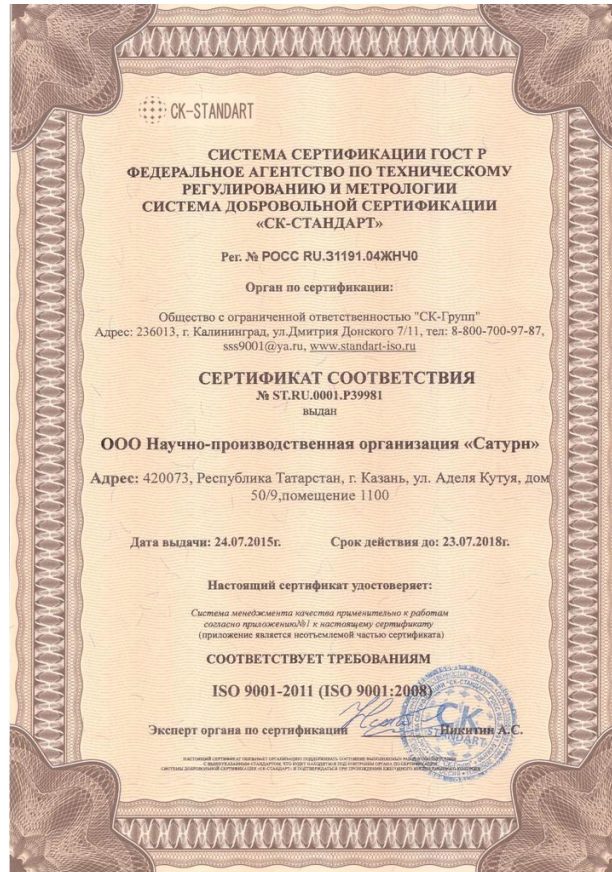 CK-STANDART
СИСТЕМА СЕРТИФИКАЦИИ ГОСТ Р
ФЕДЕРАЛЬНОЕ АГЕНТСТВО ПО ТЕХНИЧЕСКОМУ
РЕГУЛИРОВАНИЮ И МЕТРОЛОГИИ
СИСТЕМА ДОБРОВОЛЬНОЙ СЕРТИФИКАЦИИ
«СК-СТАНДАРТ»
Рег. № РОСС RU.31191.04ЖНЧ0
Орган по сертификации:
Общество с ограниченной ответственностью "СК-Групп"
Адрес: 236013, г. Калининград, ул.Дмитрия Донского 7/11, тел: 8-800-700-97-87,
sss9001@ya.ru, www.standart-iso.ru
СЕРТИФИКАТ СООТВЕТСТВИЯ
№ ST.RU.0001.P39981
выдан
ООО Научно-производственная организация «Сатурн»
Адрес: 420073, Республика Татарстан, г. Казань, ул. Аделя Кутуя, дом
50/9,помещение 1100
Дата выдачи: 24.07.2015г. Срок действия до: 23.07.2018г.
Настоящий сертификат удостоверяет:
Система менеджмента качества применительно к работам
согласно приложению№1 к настоящему сертификату
(приложение является неотъемлемой частью сертификата)
СООТВЕТСТВУЕТ ТРЕБОВАНИЯМ
ISO 9001-2011 (ISO 9001:2008)
Эксперт органа по сертификации Никитин А.С.
СК